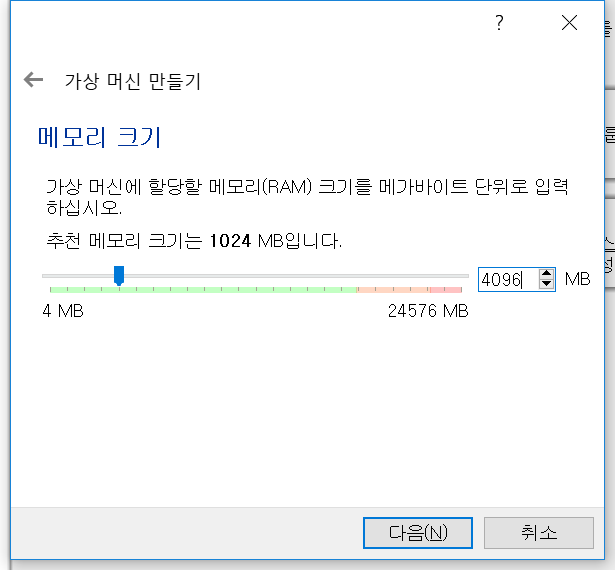 ?
가상 머신 만들기
메모리 크기
가상 머신에 할당할 메모리(RAM) 크기를 메가바이트 단위로 입력
하십시오.
추천 메모리 크기는 1024 MB입니다.
4096 MB
4 MB 24576 MB
다음(N) 취소